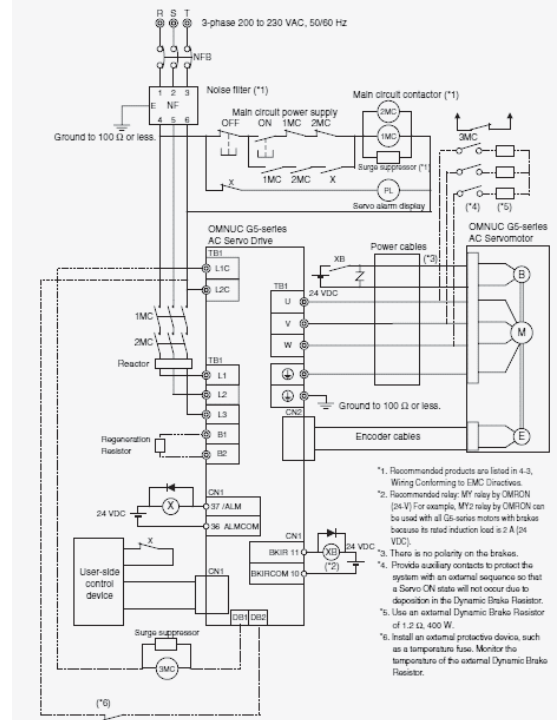 R S T
3-phase 200 to 230 VAC, 50/60 Hz
NFB
Noise filter (*1)
1 2 3
E NF
4 5 6
Ground to 100 Ω or less.
Main circuit contactor (*1)
2MC
1MC
Surge suppressor (*1)
Main circuit power supply
OFF ON 1MC 2MC
1MC 2MC X
X
PL
Servo alarm display
3MC
(*4) (*5)
OMNUC G5-series
AC Servo Drive
OMNUC G5-series
AC Servomotor
TB1
L1C
L2C
XB
Power cables
(*3)
24 VDC
B
TB1
U
V
W
M
1MC
2MC
Reactor
TB1
L1
L2
L3
Ground to 100 Ω or less.
CN2
Encoder cables
E
Regeneration
Resistor
B1
B2
CN1
X
37 /ALM
24 VDC
36 ALMCOM
X
User-side
control
device
CN1
CN1
BKIR 11
XB
24 VDC
(*2)
BKIRCOM 10
DB1 DB2
Surge suppressor
3MC
(*6)
*1. Recommended products are listed in 4-3,
Wiring Conforming to EMC Directives.
*2. Recommended relay: MY relay by OMRON
(24-V) For example, MY2 relay by OMRON can
be used with all G5-series motors with brakes
because its rated induction load is 2 A (24
VDC).
*3. There is no polarity on the brakes.
*4. Provide auxiliary contacts to protect the
system with an external sequence so that
a Servo ON state will not occur due to
deposition in the Dynamic Brake Resistor.
*5. Use an external Dynamic Brake Resistor
of 1.2 Ω, 400 W.
*6. Install an external protective device, such
as a temperature fuse. Monitor the
temperature of the external Dynamic Brake
Resistor.